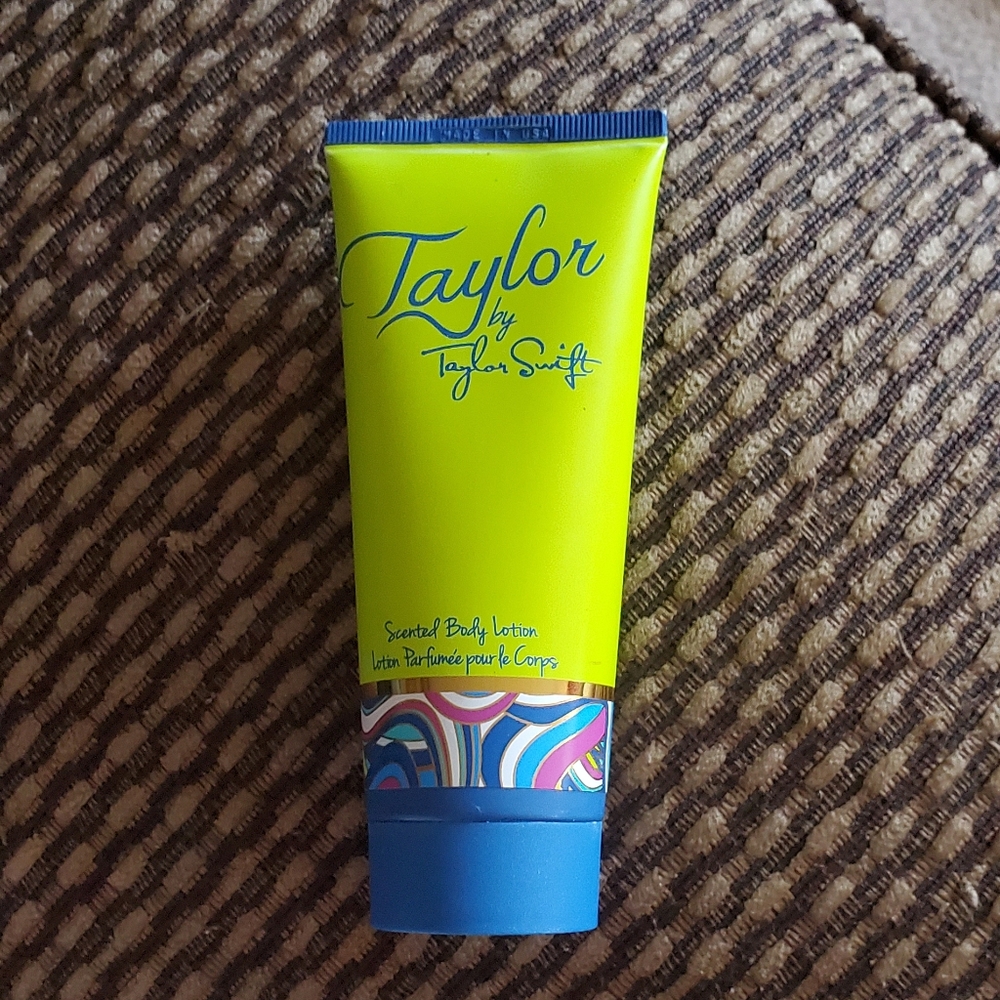 MADE IN USA
Taylor
by
Taylor Swift
Scented Body Lotion
Lotion Parfumée pour le Corps